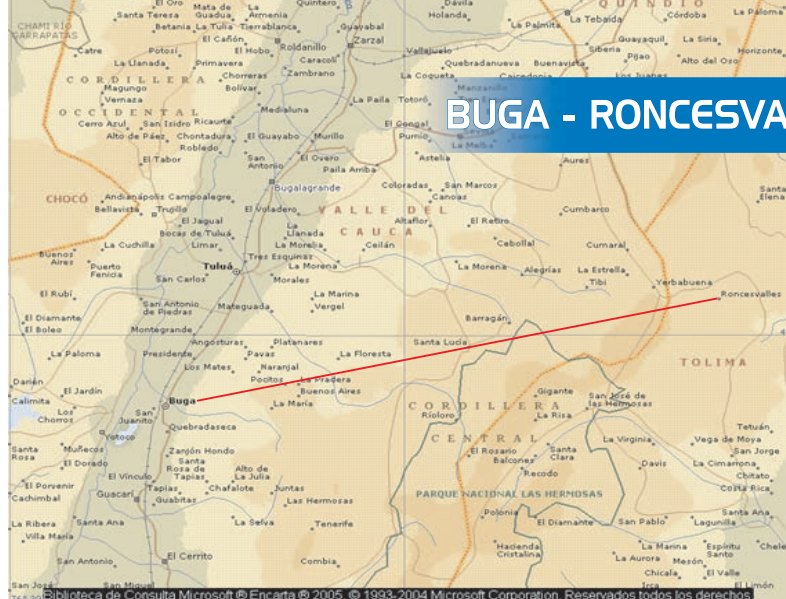 Quintero
QUINDÍO
El Oro
Mata de Guadua
La Armenia
Dávila
Holanda
La Palmita
La Tebaida
Córdoba
La Paloma
Santa Teresa
Betania
La Tulia
Tierrablanca
Guayabal
Zarzal
CHAMI RÍO GARRAPATAS
El Cañón
Roldanillo
Vallejuelo
Guayaquil
La Siria
Siberia
Pijao
Horizonte
Catre
Potosí
El Hobo
Caracolí
Quebradanueva
Buenavista
Alto del Oso
La Llanada
Primavera
Zambrano
La Coqueta
Caicedonia
Los Juanes
CORDILLERA
Chorreras
Magungo
Bolívar
Manzanillo
Vernaza
La Paila
Totoró
BUGA - RONCESVA
OCCIDENTAL
Medialuna
Cerro Azul
San Isidro
Ricaurte
El Congal
Alto de Páez
Chontadura
El Guayabo
Murillo
Purnio
La Melba
Robledo
El Tabor
San Antonio
El Overo
Astelia
Aures
Paila Arriba
Bugalagrande
Coloradas
San Marcos
Santa Elena
CHOCÓ
Andianápolis
Campoalegre
Canoas
Bellavista
Trujillo
El Voladero
VALLE DEL CAUCA
Cumbarco
El Jagual
Altaflor
El Retiro
Bocas de Tuluá
La Llanada
La Cuchilla
Limar
La Morelia
Ceilán
Cebollal
Cumaral
Buenos Aires
Tres Esquinas
Puerto Fenicia
Tuluá
La Morena
La Morena
Alegrías
La Estrella
San Carlos
Morales
Tibi
Yerbabuena
El Rubí
La Marina
Roncesvalles
San Antonio de Piedras
Mateguada
Vergel
El Diamante
Barragán
El Boleo
Montegrande
Angosturas
Platanares
Santa Lucía
La Paloma
Presidente
Pavas
La Floresta
TOLIMA
Los Mates
Naranjal
Darién
Pocitos
La Pradera
El Jardín
Buenos Aires
Gigante
San José de las Hermosas
Calimita
Buga
La María
CORDILLERA CENTRAL
Los Chorros
San Juanito
Ríoloro
La Risa
Quebradaseca
Tetuán
Yotoco
La Virginia
Vega de Moya
Santa Rosa
Muñecos
Zanjón Hondo
El Rosario
Santa Clara
San Jorge
El Dorado
Santa Rosa de Tapias
Alto de La Julia
Balcones
Davis
La Cimarrona
El Vínculo
Recodo
Chitato
El Porvenir
Tapias
Chafalote
Juntas
Costa Rica
Cachimbal
Guacarí
Guabitas
Las Hermosas
PARQUE NACIONAL LAS HERMOSAS
Polonia
Santa Ana
La Ribera
Santa Ana
La Selva
Tenerife
El Diamante
San Pablo
Lagunilla
Villa María
Hacienda Cristalina
La Marina
Espíritu Santo
Chele
San Antonio
El Cerrito
Combia
La Aurora
Mesón
Chicala
El Valle
San José
San Miguel
Irca
El Limón
Biblioteca de Consulta Microsoft ® Encarta ® 2005. © 1993-2004 Microsoft Corporation. Reservados todos los derechos